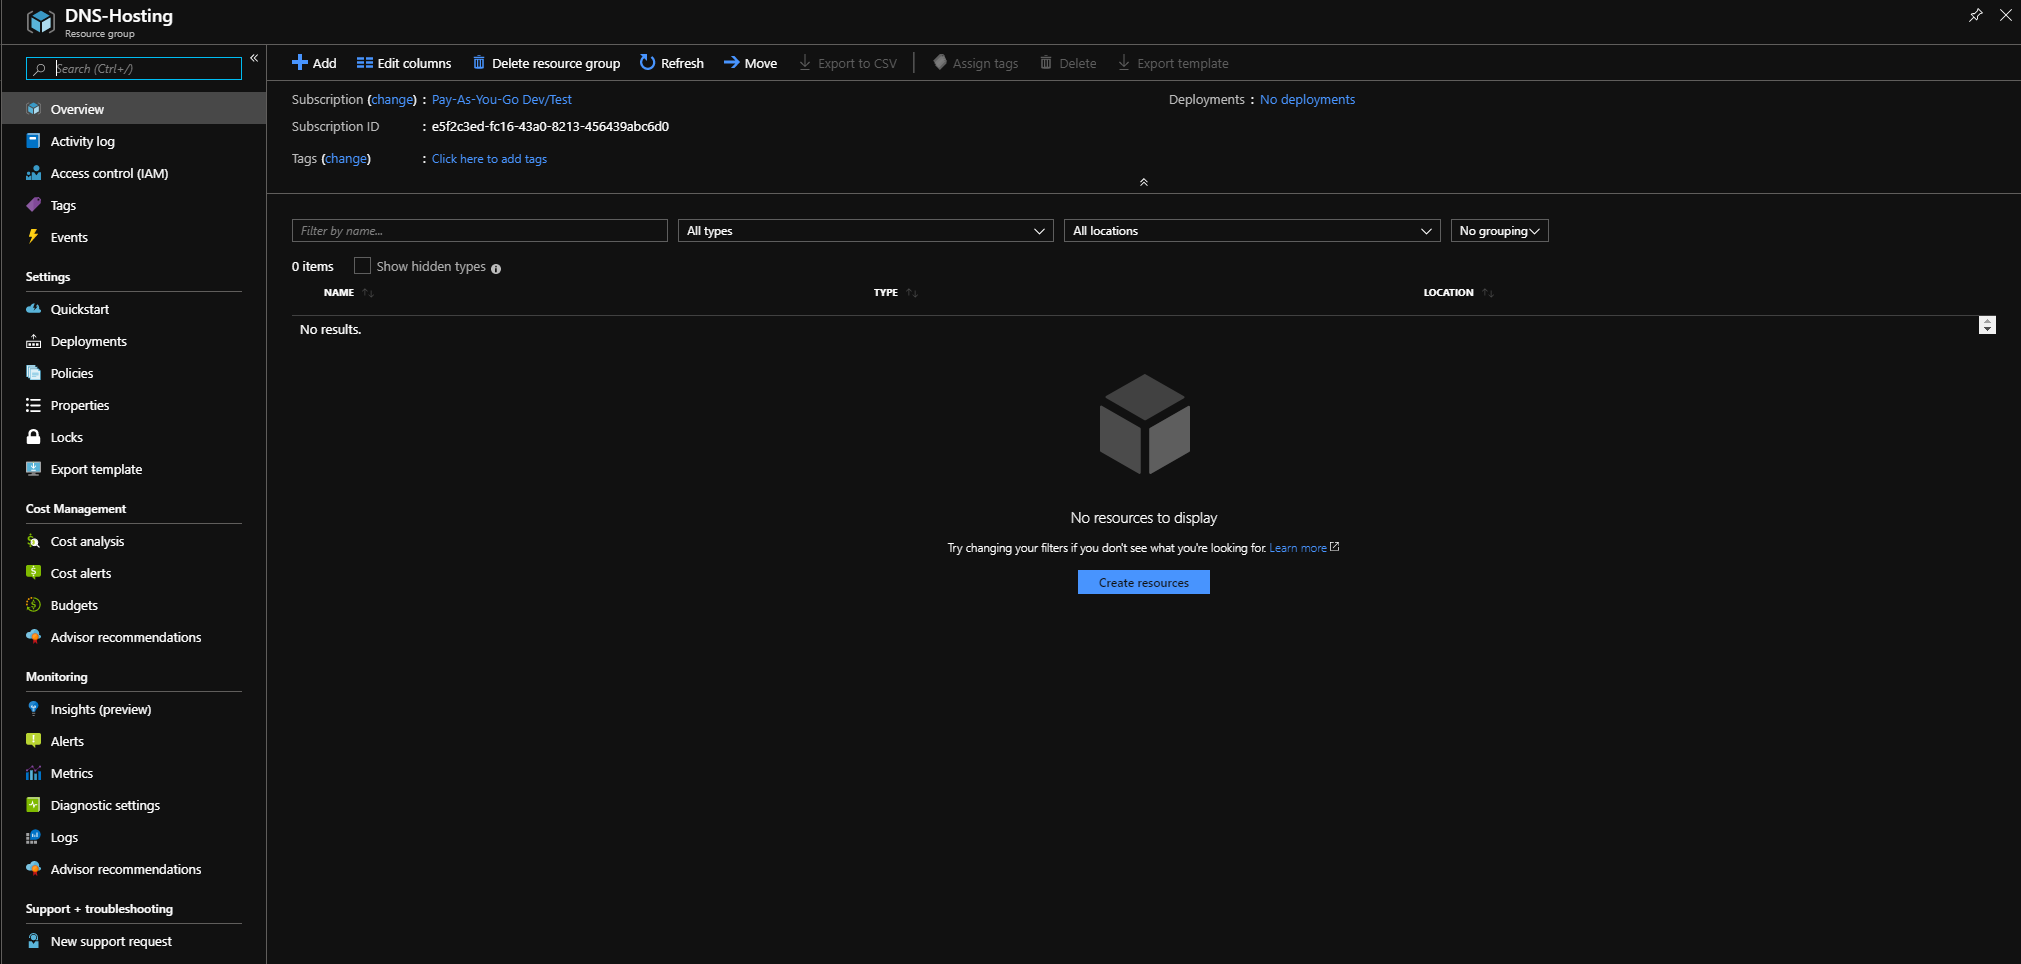 DNS-Hosting
Resource group
Search (Ctrl+/)
«
Overview
Activity log
Access control (IAM)
Tags
Events
Settings
Quickstart
Deployments
Policies
Properties
Locks
Export template
Cost Management
Cost analysis
Cost alerts
Budgets
Advisor recommendations
Monitoring
Insights (preview)
Alerts
Metrics
Diagnostic settings
Logs
Advisor recommendations
Support + troubleshooting
New support request
Add Edit columns Delete resource group Refresh Move Export to CSV Assign tags Delete Export template
Subscription (change) : Pay-As-You-Go Dev/Test Deployments : No deployments
Subscription ID : e5f2c3ed-fc16-43a0-8213-456439abc6d0
Tags (change) : Click here to add tags
Filter by name... All types All locations No grouping
0 items Show hidden types
NAME TYPE LOCATION
No results.
No resources to display
Try changing your filters if you don't see what you're looking for. Learn more
Create resources